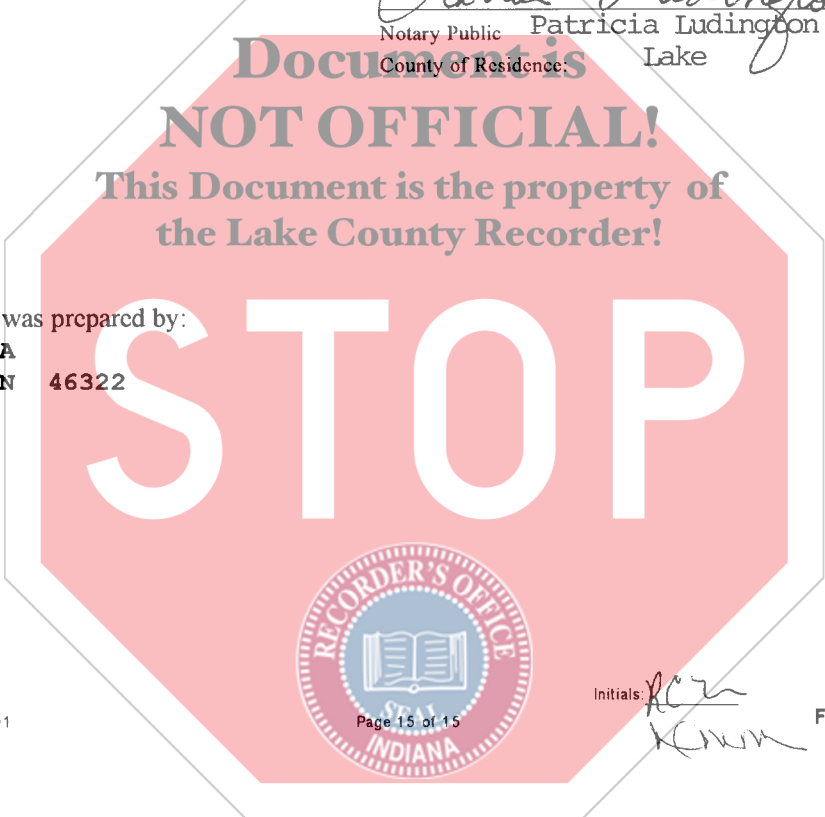 Notary Public Patricia Ludington
County of Residence: Lake
Document is
NOT OFFICIAL!
This Document is the property of
the Lake County Recorder!
was prepared by:
A
N 46322
STOP
RECORDER'S OFFICE
SEAL
INDIANA
Initials:
Page 15 of 15
1
F